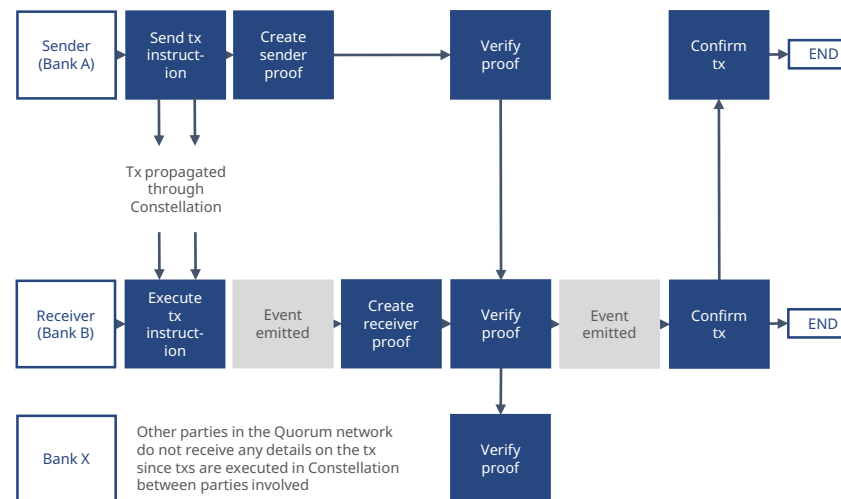 Sender
(Bank A)
Send tx
instruct-
ion
Create
sender
proof
Verify
proof
Confirm
tx
END
Tx propagated
through
Constellation
Receiver
(Bank B)
Execute
tx
instruct-
ion
Event
emitted
Create
receiver
proof
Verify
proof
Event
emitted
Confirm
tx
END
Bank X
Other parties in the Quorum network
do not receive any details on the tx
since txs are executed in Constellation
between parties involved
Verify
proof